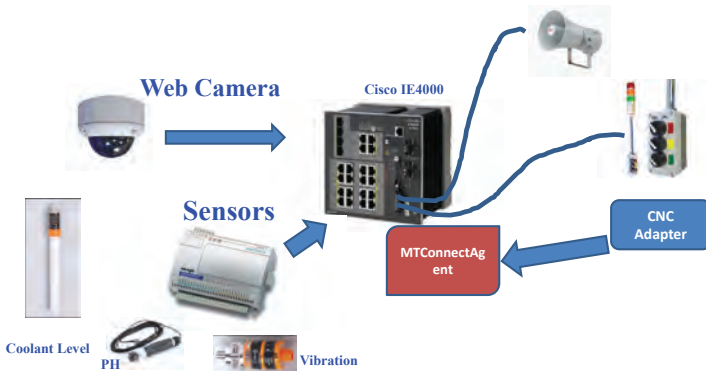 Web Camera
Cisco IE4000
Sensors
CNC
Adapter
MTConnectAg
ent
Coolant Level
PH
Vibration